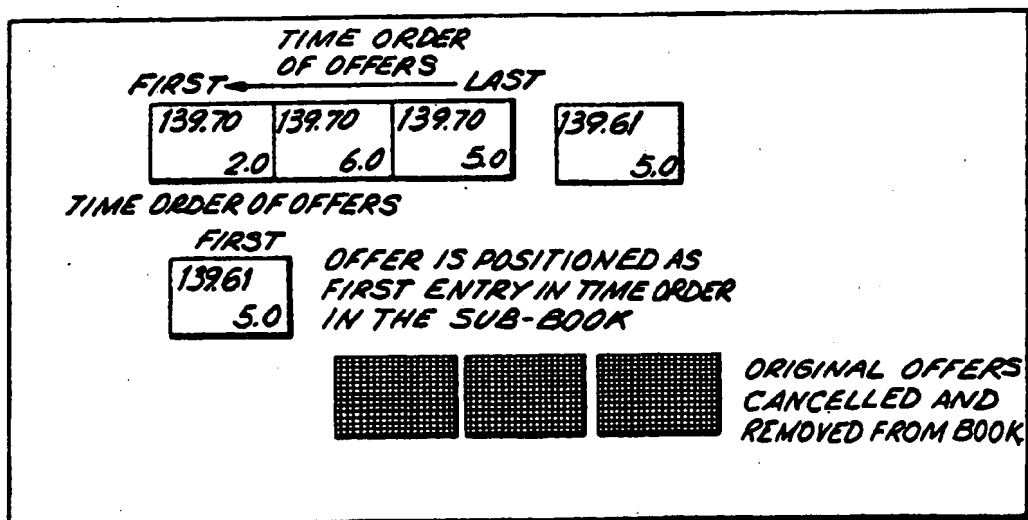 TIME ORDER
OF OFFERS
FIRST LAST
139.70 139.70 139.70 139.61
2.0 6.0 5.0 5.0
TIME ORDER OF OFFERS
FIRST
139.61
5.0
OFFER IS POSITIONED AS
FIRST ENTRY IN TIME ORDER
IN THE SUB-BOOK
ORIGINAL OFFERS
CANCELLED AND
REMOVED FROM BOOK